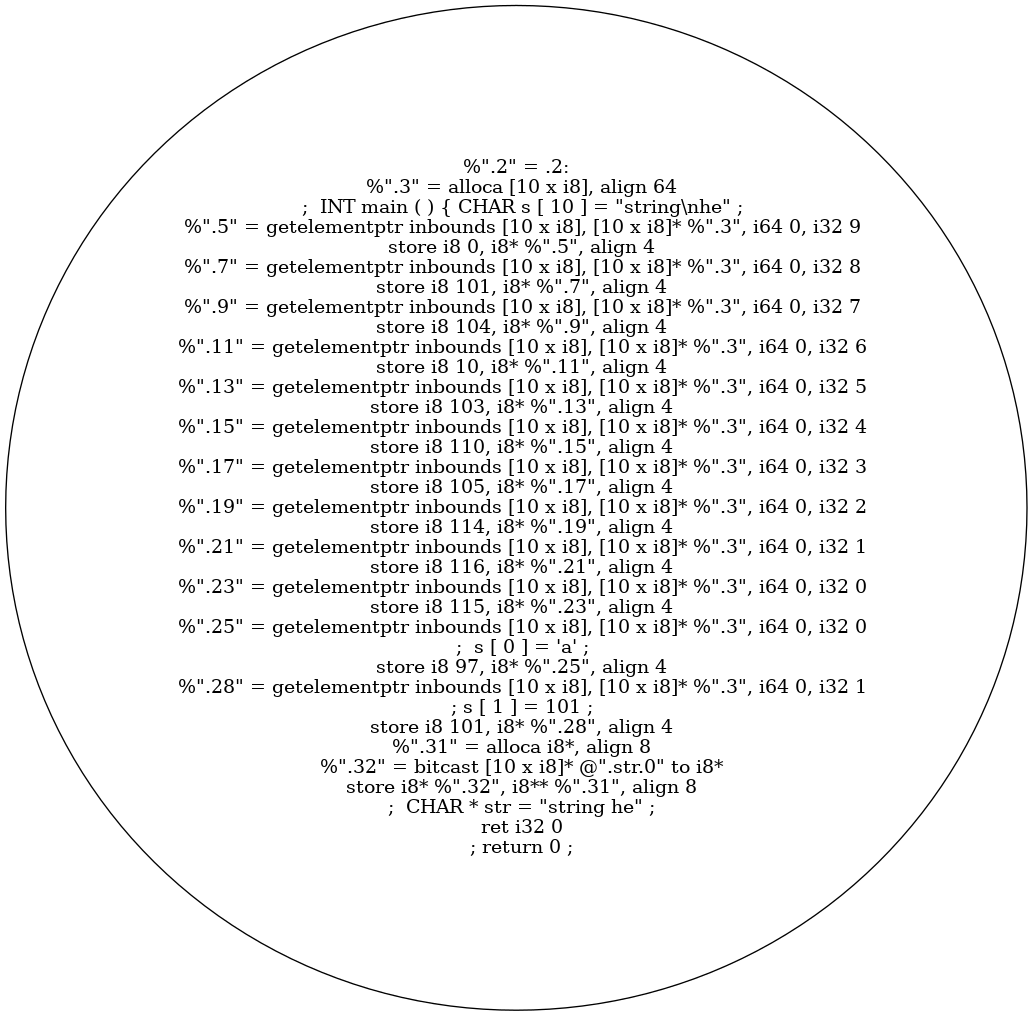 %".2" = .2:
%".3" = alloca [10 x i8], align 64
;  INT main ( ) { CHAR s [ 10 ] = "string\nhe" ;
%".5" = getelementptr inbounds [10 x i8], [10 x i8]* %".3", i64 0, i32 9
store i8 0, i8* %".5", align 4
%".7" = getelementptr inbounds [10 x i8], [10 x i8]* %".3", i64 0, i32 8
store i8 101, i8* %".7", align 4
%".9" = getelementptr inbounds [10 x i8], [10 x i8]* %".3", i64 0, i32 7
store i8 104, i8* %".9", align 4
%".11" = getelementptr inbounds [10 x i8], [10 x i8]* %".3", i64 0, i32 6
store i8 10, i8* %".11", align 4
%".13" = getelementptr inbounds [10 x i8], [10 x i8]* %".3", i64 0, i32 5
store i8 103, i8* %".13", align 4
%".15" = getelementptr inbounds [10 x i8], [10 x i8]* %".3", i64 0, i32 4
store i8 110, i8* %".15", align 4
%".17" = getelementptr inbounds [10 x i8], [10 x i8]* %".3", i64 0, i32 3
store i8 105, i8* %".17", align 4
%".19" = getelementptr inbounds [10 x i8], [10 x i8]* %".3", i64 0, i32 2
store i8 114, i8* %".19", align 4
%".21" = getelementptr inbounds [10 x i8], [10 x i8]* %".3", i64 0, i32 1
store i8 116, i8* %".21", align 4
%".23" = getelementptr inbounds [10 x i8], [10 x i8]* %".3", i64 0, i32 0
store i8 115, i8* %".23", align 4
%".25" = getelementptr inbounds [10 x i8], [10 x i8]* %".3", i64 0, i32 0
;  s [ 0 ] = 'a' ;
store i8 97, i8* %".25", align 4
%".28" = getelementptr inbounds [10 x i8], [10 x i8]* %".3", i64 0, i32 1
; s [ 1 ] = 101 ;
store i8 101, i8* %".28", align 4
%".31" = alloca i8*, align 8
%".32" = bitcast [10 x i8]* @".str.0" to i8*
store i8* %".32", i8** %".31", align 8
;  CHAR * str = "string he" ;
ret i32 0
; return 0 ;